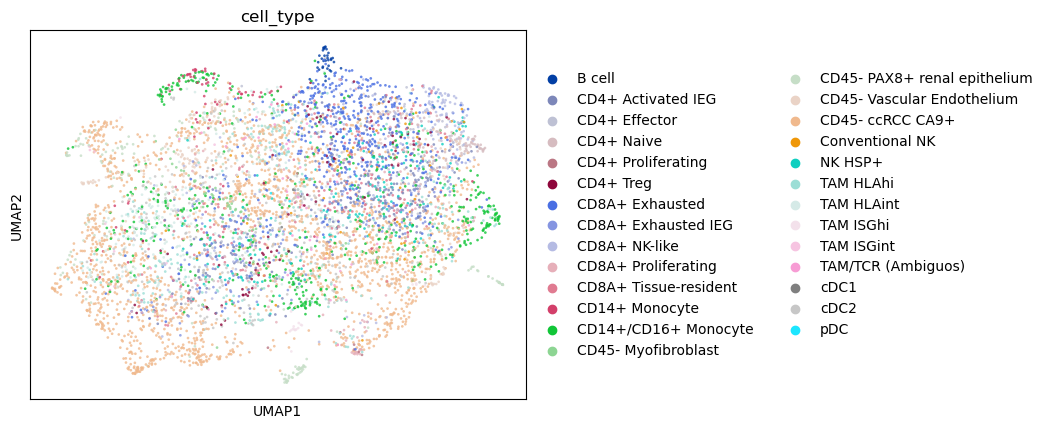 cell_type
UMAP2
UMAP1
B cell
CD4+ Activated IEG
CD4+ Effector
CD4+ Naive
CD4+ Proliferating
CD4+ Treg
CD8A+ Exhausted
CD8A+ Exhausted IEG
CD8A+ NK-like
CD8A+ Proliferating
CD8A+ Tissue-resident
CD14+ Monocyte
CD14+/CD16+ Monocyte
CD45- Myofibroblast
CD45- PAX8+ renal epithelium
CD45- Vascular Endothelium
CD45- ccRCC CA9+
Conventional NK
NK HSP+
TAM HLAhi
TAM HLAint
TAM ISGhi
TAM ISGint
TAM/TCR (Ambiguos)
cDC1
cDC2
pDC